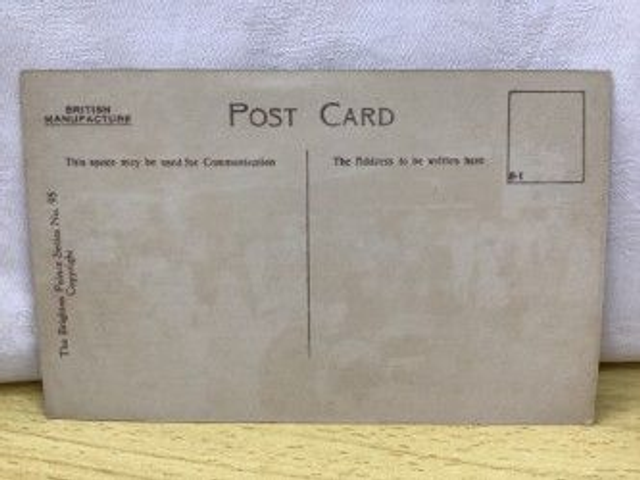 BRITISH
MANUFACTURE
POST CARD
This space may be used for Communication
The Address to be written here
The Brighton Palace Series No. 95
Copyright